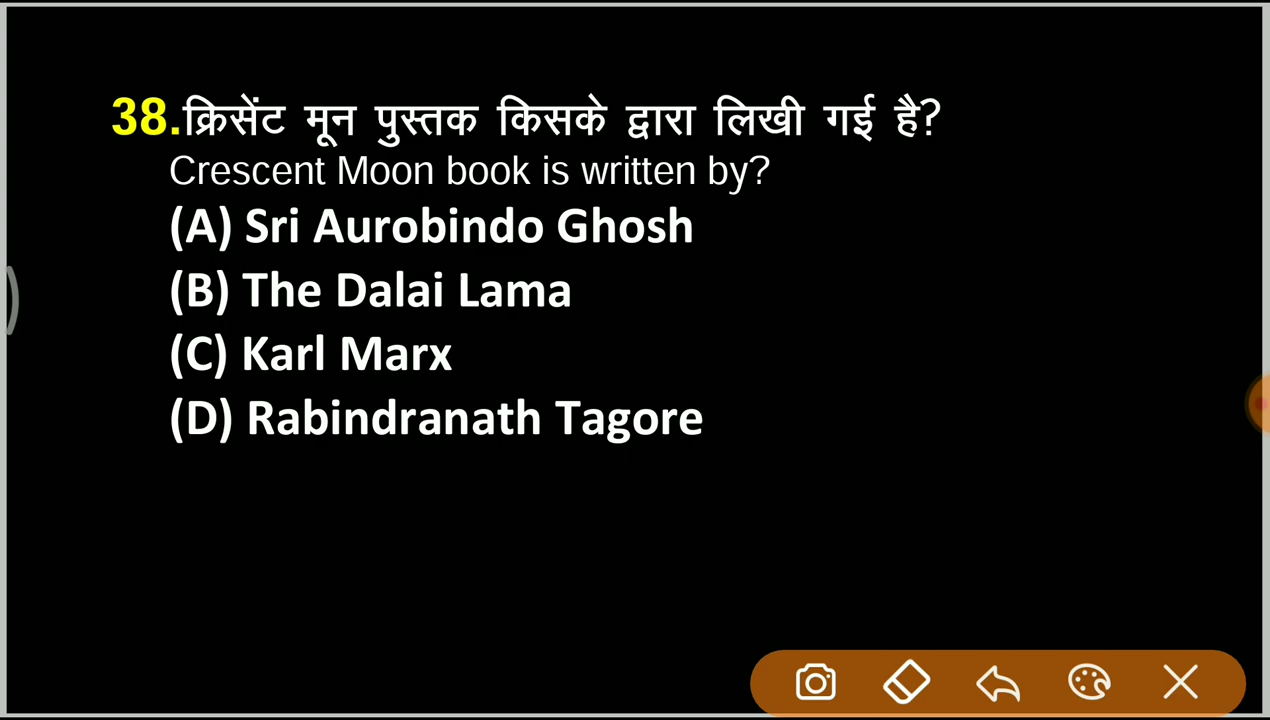 38.क्रिसेंट मून पुस्तक किसके द्वारा लिखी गई है?
Crescent Moon book is written by?
(A) Sri Aurobindo Ghosh
(B) The Dalai Lama
(C) Karl Marx
(D) Rabindranath Tagore